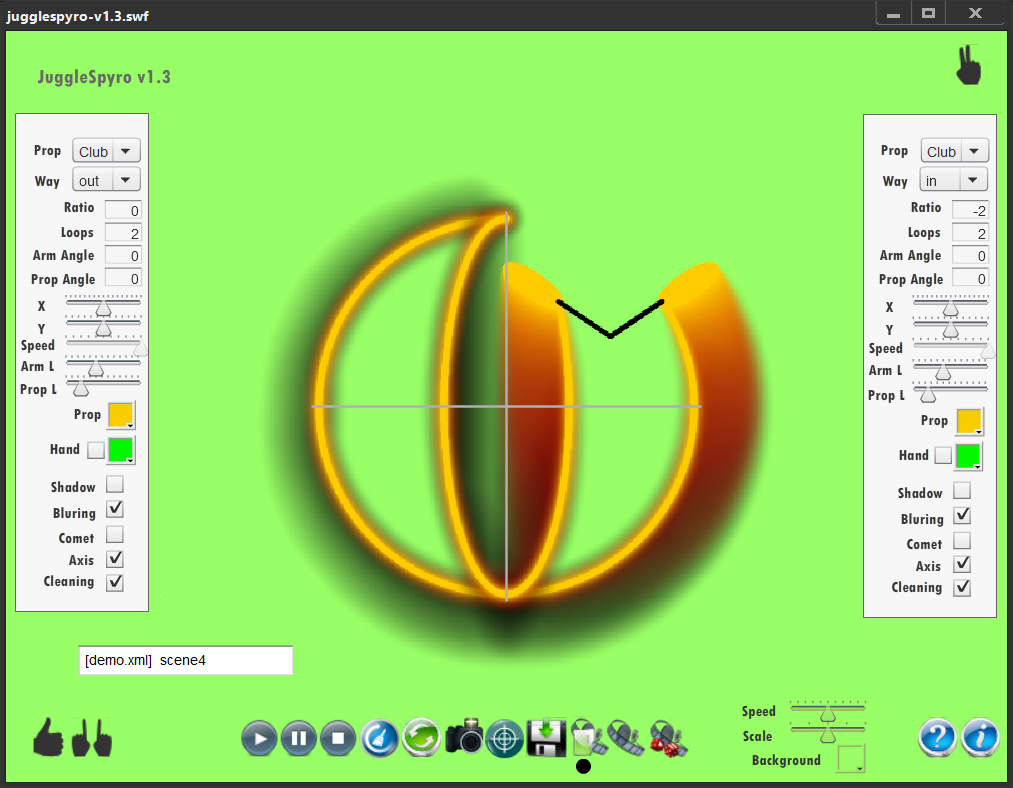 jugglespyro-v1.3.swf
JuggleSpyro v1.3
Prop Club
Way out
Ratio 0
Loops 2
Arm Angle 0
Prop Angle 0
X
Y
Speed
Arm L
Prop L
Prop
Hand
Shadow
Bluring
Comet
Axis
Cleaning
Prop Club
Way in
Ratio -2
Loops 2
Arm Angle 0
Prop Angle 0
X
Y
Speed
Arm L
Prop L
Prop
Hand
Shadow
Bluring
Comet
Axis
Cleaning
[demo.xml] scene4
Speed
Scale
Background
? i